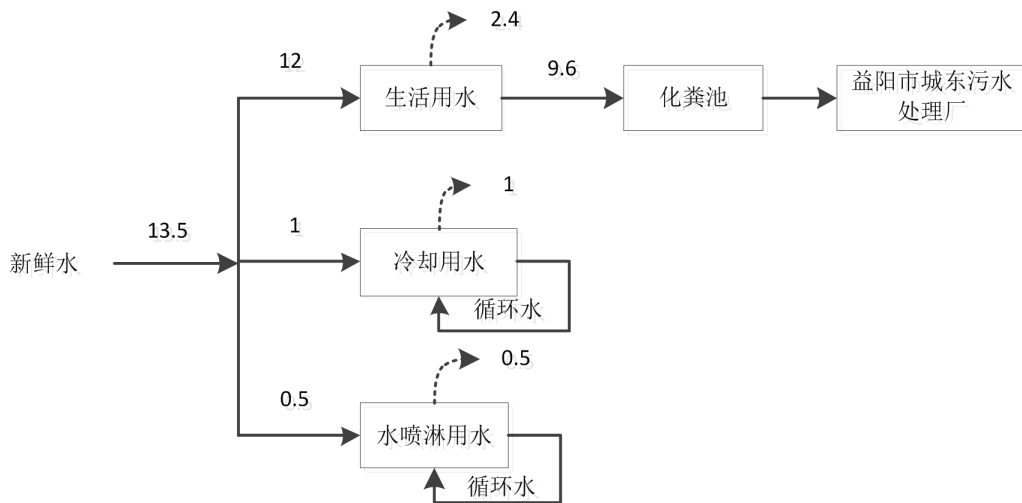 2.4
12
生活用水
9.6
化粪池
益阳市城东污水
处理厂
1
新鲜水
13.5
1
冷却用水
循环水
0.5
0.5
水喷淋用水
循环水